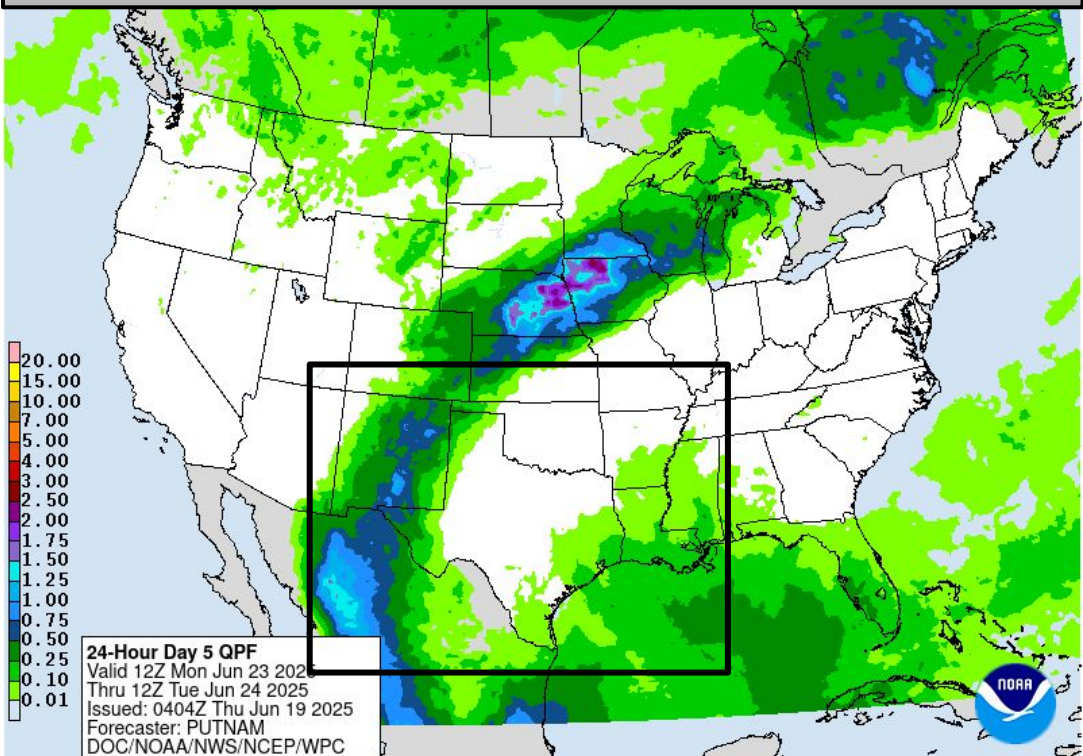 20.00
15.00
10.00
7.00
5.00
4.00
3.00
2.50
2.00
1.75
1.50
1.25
1.00
0.75
0.50
0.25
0.10
0.01
24-Hour Day 5 QPF
Valid 12Z Mon Jun 23 2025
Thru 12Z Tue Jun 24 2025
Issued: 0404Z Thu Jun 19 2025
Forecaster: PUTNAM
DOC/NOAA/NWS/NCEP/WPC
NOAA